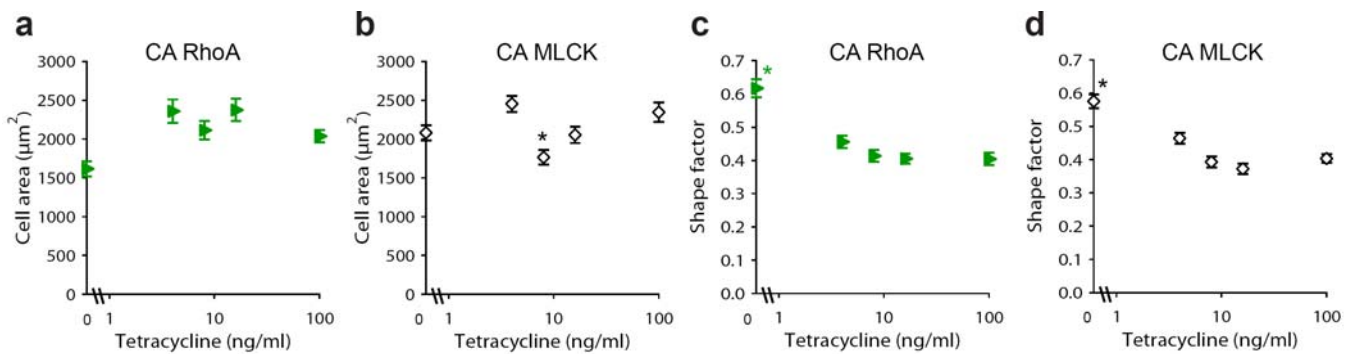 a
CA RhoA
Cell area (µm²)
3000
2500
2000
1500
1000
500
0
0 1 10 100
Tetracycline (ng/ml)
b
CA MLCK
Cell area (µm²)
3000
2500
2000
1500
1000
500
0
*
0 1 10 100
Tetracycline (ng/ml)
c
CA RhoA
Shape factor
0.7
0.6
0.5
0.4
0.3
0.2
0.1
0.0
*
0 1 10 100
Tetracycline (ng/ml)
d
CA MLCK
Shape factor
0.7
0.6
0.5
0.4
0.3
0.2
0.1
0.0
*
0 1 10 100
Tetracycline (ng/ml)